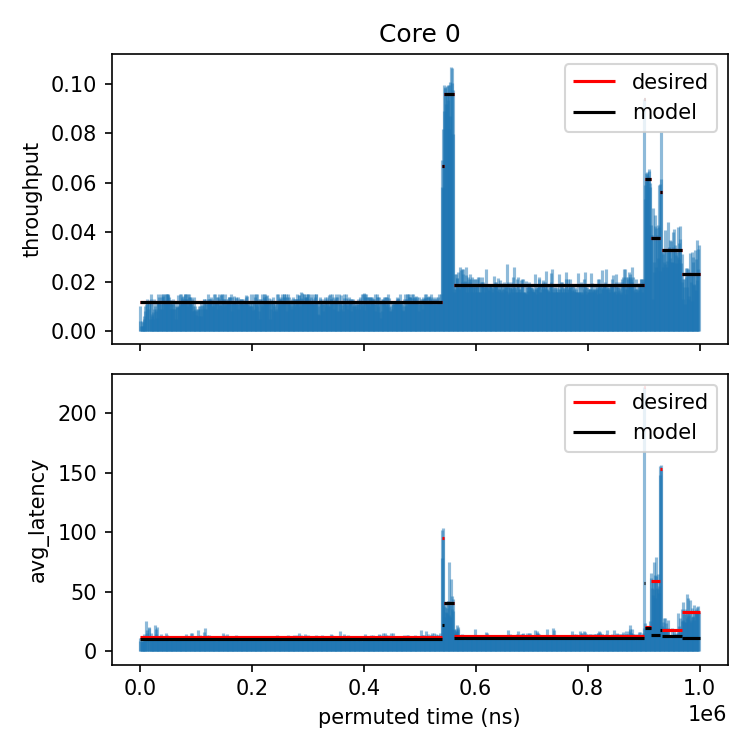 Core 0
throughput
0.10
0.08
0.06
0.04
0.02
0.00
desired
model
avg_latency
200
150
100
50
0
desired
model
0.0 0.2 0.4 0.6 0.8 1.0
1e6
permuted time (ns)